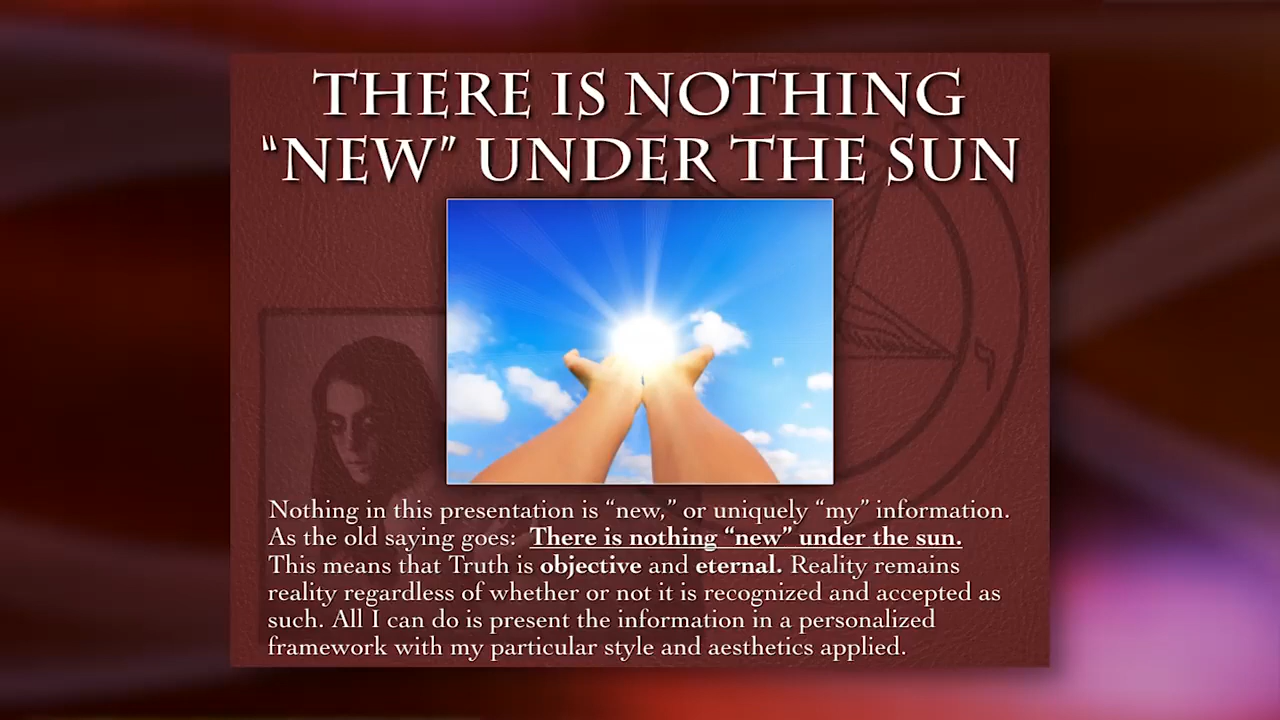 THERE IS NOTHING
“NEW” UNDER THE SUN
Nothing in this presentation is “new,” or uniquely “my” information.
As the old saying goes: There is nothing “new” under the sun.
This means that Truth is objective and eternal. Reality remains
reality regardless of whether or not it is recognized and accepted as
such. All I can do is present the information in a personalized
framework with my particular style and aesthetics applied.